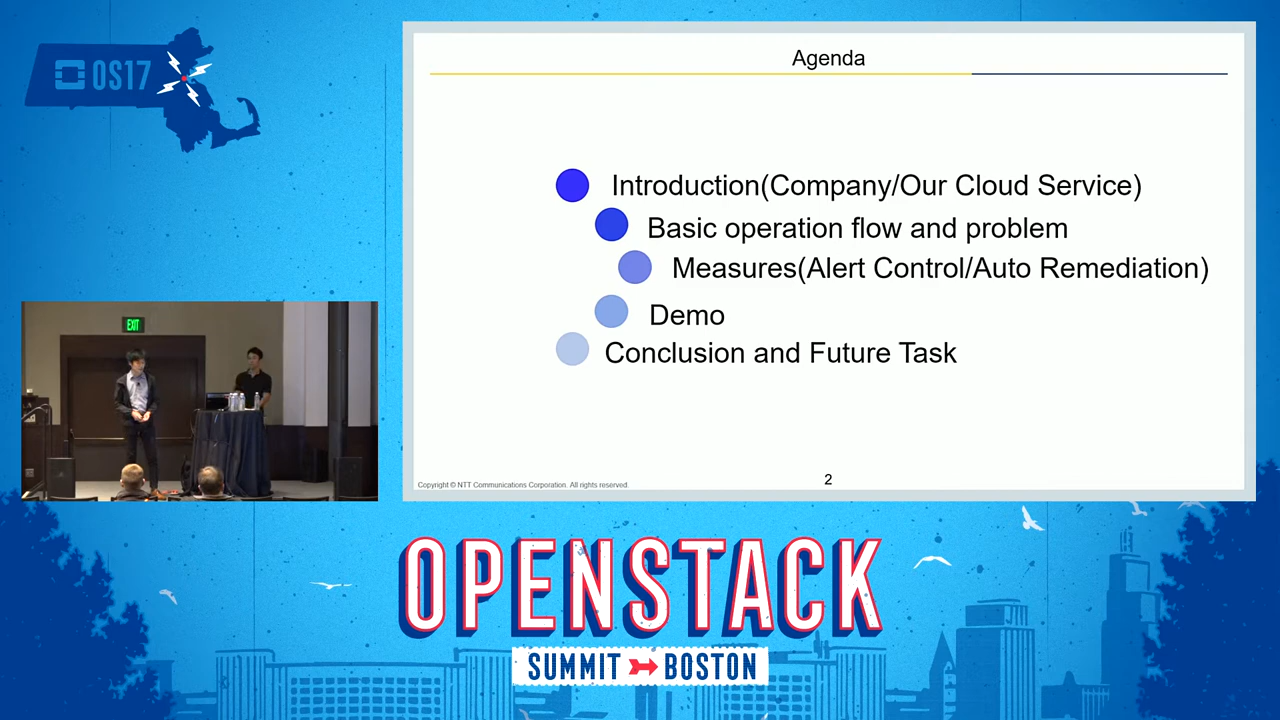 OS17
Agenda
Introduction(Company/Our Cloud Service)
Basic operation flow and problem
Measures(Alert Control/Auto Remediation)
Demo
Conclusion and Future Task
Copyright © NTT Communications Corporation. All rights reserved.
2
EXIT
OPENSTACK
SUMMIT BOSTON